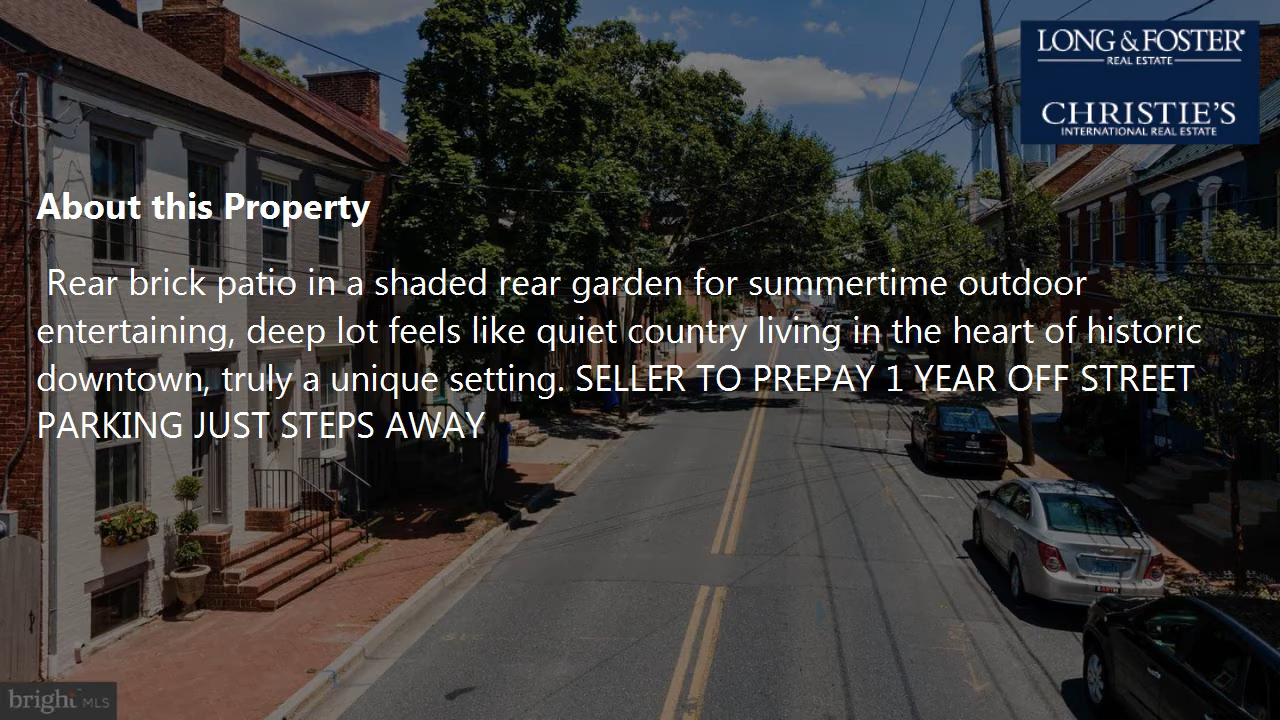 LONG & FOSTER®
REAL ESTATE
CHRISTIE'S
INTERNATIONAL REAL ESTATE
About this Property
Rear brick patio in a shaded rear garden for summertime outdoor
entertaining, deep lot feels like quiet country living in the heart of historic
downtown, truly a unique setting. SELLER TO PREPAY 1 YEAR OFF STREET
PARKING JUST STEPS AWAY
bright MLS